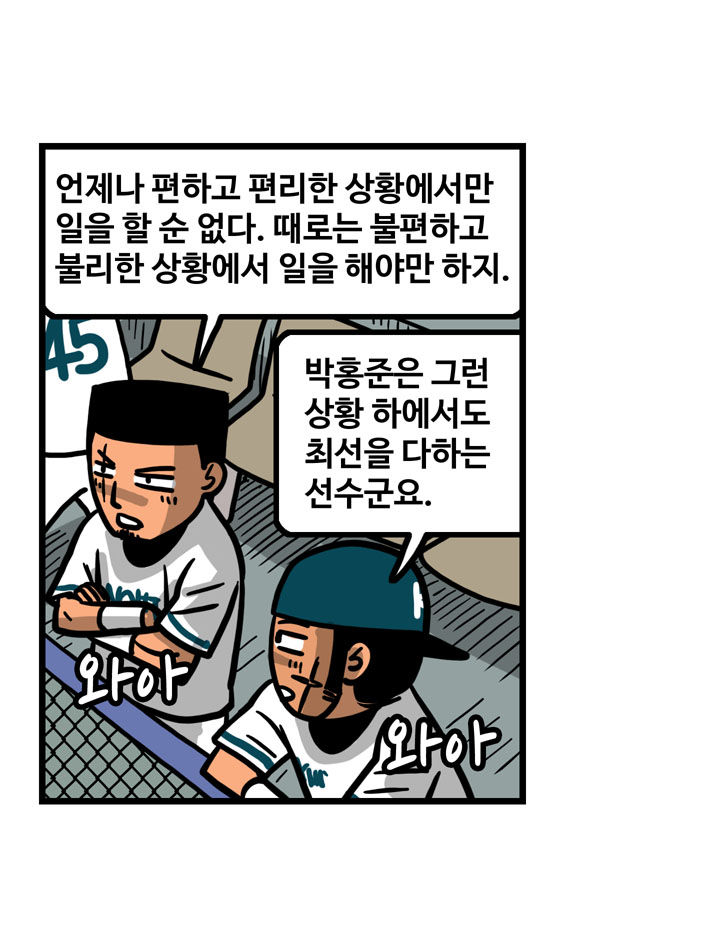 언제나 편하고 편리한 상황에서만
일을 할 순 없다. 때로는 불편하고
불리한 상황에서 일을 해야만 하지.
45
박홍준은 그런
상황 하에서도
최선을 다하는
선수군요.
와아
와아